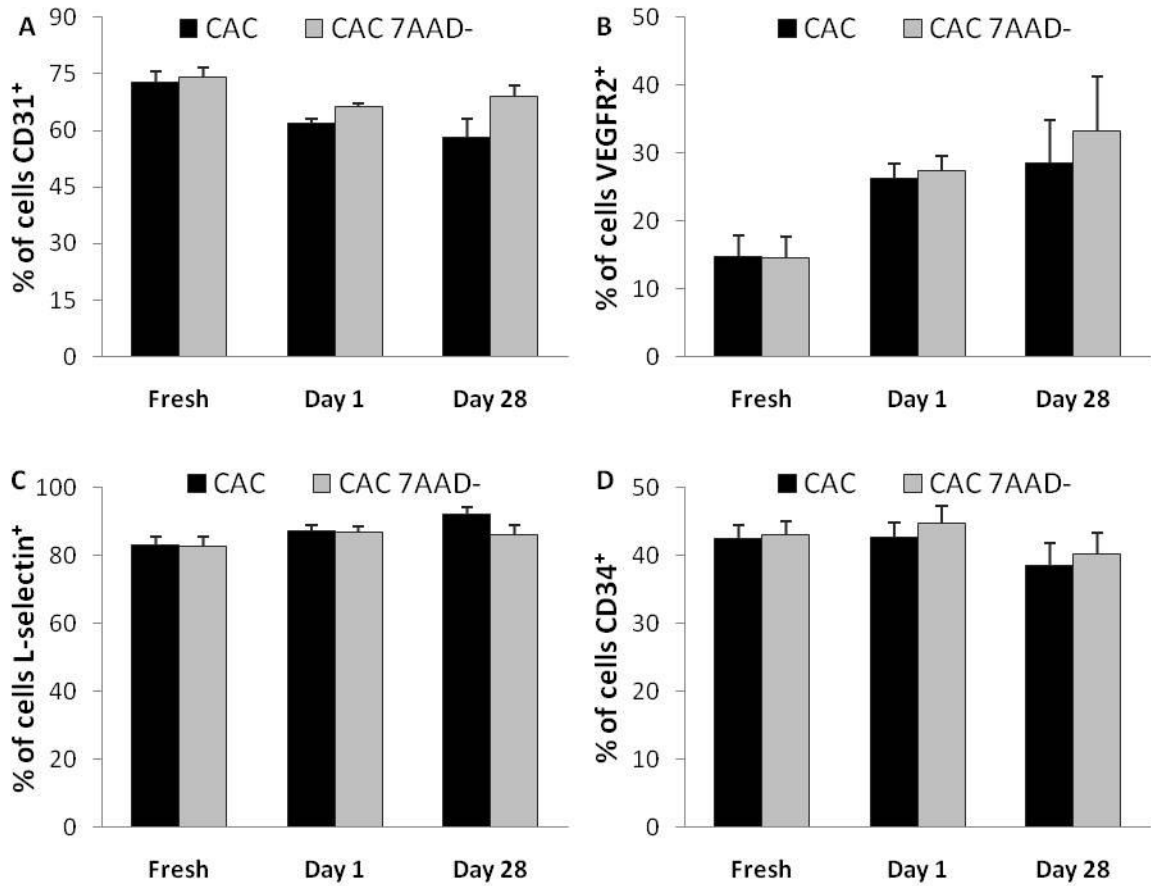 A
CAC CAC 7AAD-
% of cells CD31⁺
90
75
60
45
30
15
0
Fresh Day 1 Day 28
B
CAC CAC 7AAD-
% of cells VEGFR2⁺
50
40
30
20
10
0
Fresh Day 1 Day 28
C
CAC CAC 7AAD-
% of cells L-selectin⁺
100
80
60
40
20
0
Fresh Day 1 Day 28
D
CAC CAC 7AAD-
% of cells CD34⁺
50
40
30
20
10
0
Fresh Day 1 Day 28